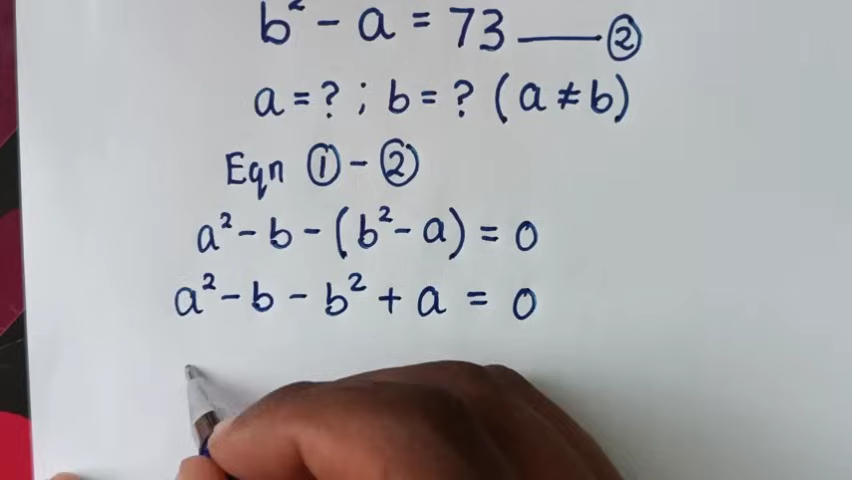 b² - a = 73 —— ②
a = ? ; b = ? (a ≠ b)
Eqn ① - ②
a² - b - (b² - a) = 0
a² - b - b² + a = 0